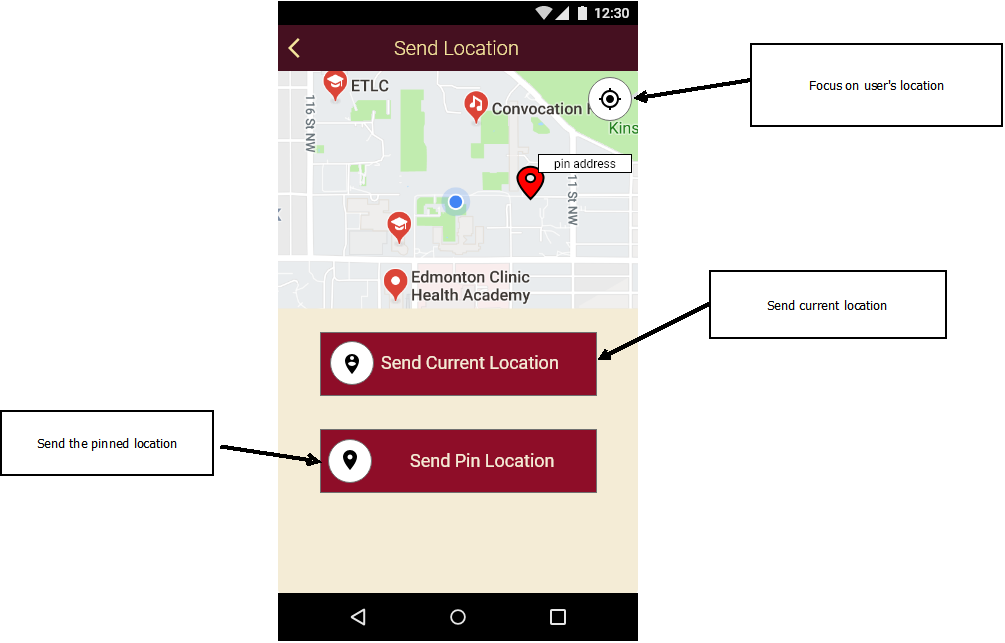 12:30
Send Location
ETLC
Convocation
Kins
116 St NW
pin address
11 St NW
Edmonton Clinic
Health Academy
Focus on user's location
Send current location
Send Current Location
Send the pinned location
Send Pin Location